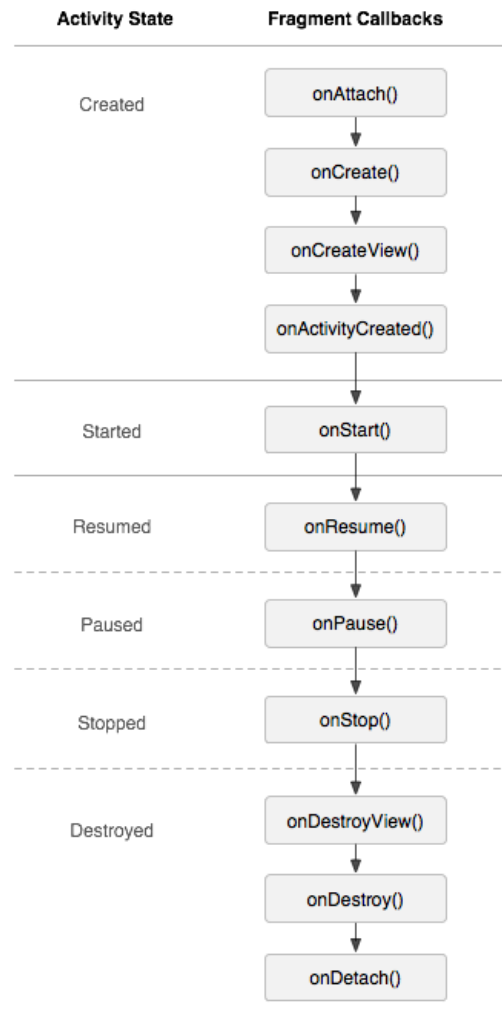 Activity State Fragment Callbacks
Created onAttach()
onCreate()
onCreateView()
onActivityCreated()
Started onStart()
Resumed onResume()
Paused onPause()
Stopped onStop()
Destroyed onDestroyView()
onDestroy()
onDetach()